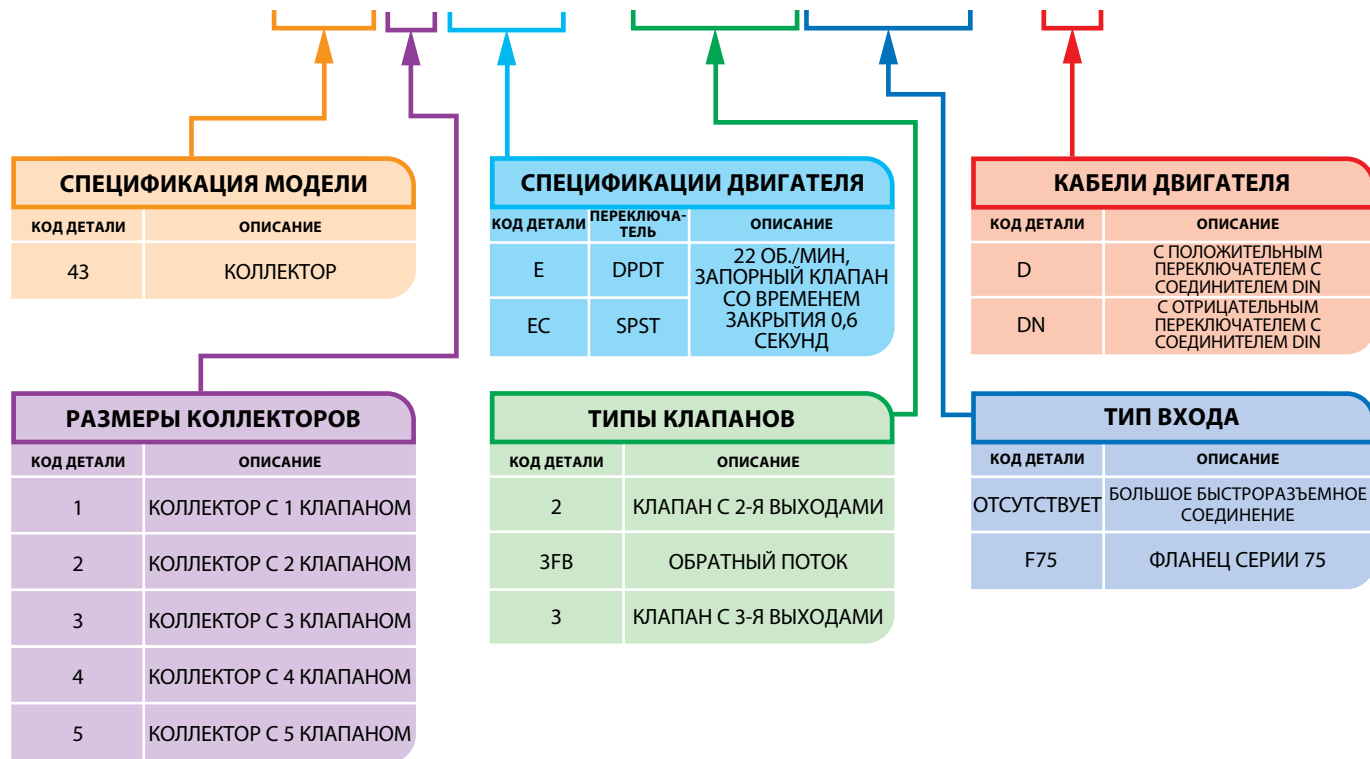 СПЕЦИФИКАЦИЯ МОДЕЛИ
КОД ДЕТАЛИ ОПИСАНИЕ
43 КОЛЛЕКТОР
СПЕЦИФИКАЦИИ ДВИГАТЕЛЯ
КОД ДЕТАЛИ ПЕРЕКЛЮЧА-
ТЕЛЬ ОПИСАНИЕ
E DPDT
EC SPST
22 ОБ./МИН,
ЗАПОРНЫЙ КЛАПАН
СО ВРЕМЕНЕМ
ЗАКРЫТИЯ 0,6
СЕКУНД
КАБЕЛИ ДВИГАТЕЛЯ
КОД ДЕТАЛИ ОПИСАНИЕ
D С ПОЛОЖИТЕЛЬНЫМ
ПЕРЕКЛЮЧАТЕЛЕМ С
СОЕДИНИТЕЛЕМ DIN
DN С ОТРИЦАТЕЛЬНЫМ
ПЕРЕКЛЮЧАТЕЛЕМ С
СОЕДИНИТЕЛЕМ DIN
РАЗМЕРЫ КОЛЛЕКТОРОВ
КОД ДЕТАЛИ ОПИСАНИЕ
1 КОЛЛЕКТОР С 1 КЛАПАНОМ
2 КОЛЛЕКТОР С 2 КЛАПАНОМ
3 КОЛЛЕКТОР С 3 КЛАПАНОМ
4 КОЛЛЕКТОР С 4 КЛАПАНОМ
5 КОЛЛЕКТОР С 5 КЛАПАНОМ
ТИПЫ КЛАПАНОВ
КОД ДЕТАЛИ ОПИСАНИЕ
2 КЛАПАН С 2-Я ВЫХОДАМИ
3FB ОБРАТНЫЙ ПОТОК
3 КЛАПАН С 3-Я ВЫХОДАМИ
ТИП ВХОДА
КОД ДЕТАЛИ ОПИСАНИЕ
ОТСУТСТВУЕТ БОЛЬШОЕ БЫСТРОРАЗЪЕМНОЕ
СОЕДИНЕНИЕ
F75 ФЛАНЕЦ СЕРИИ 75